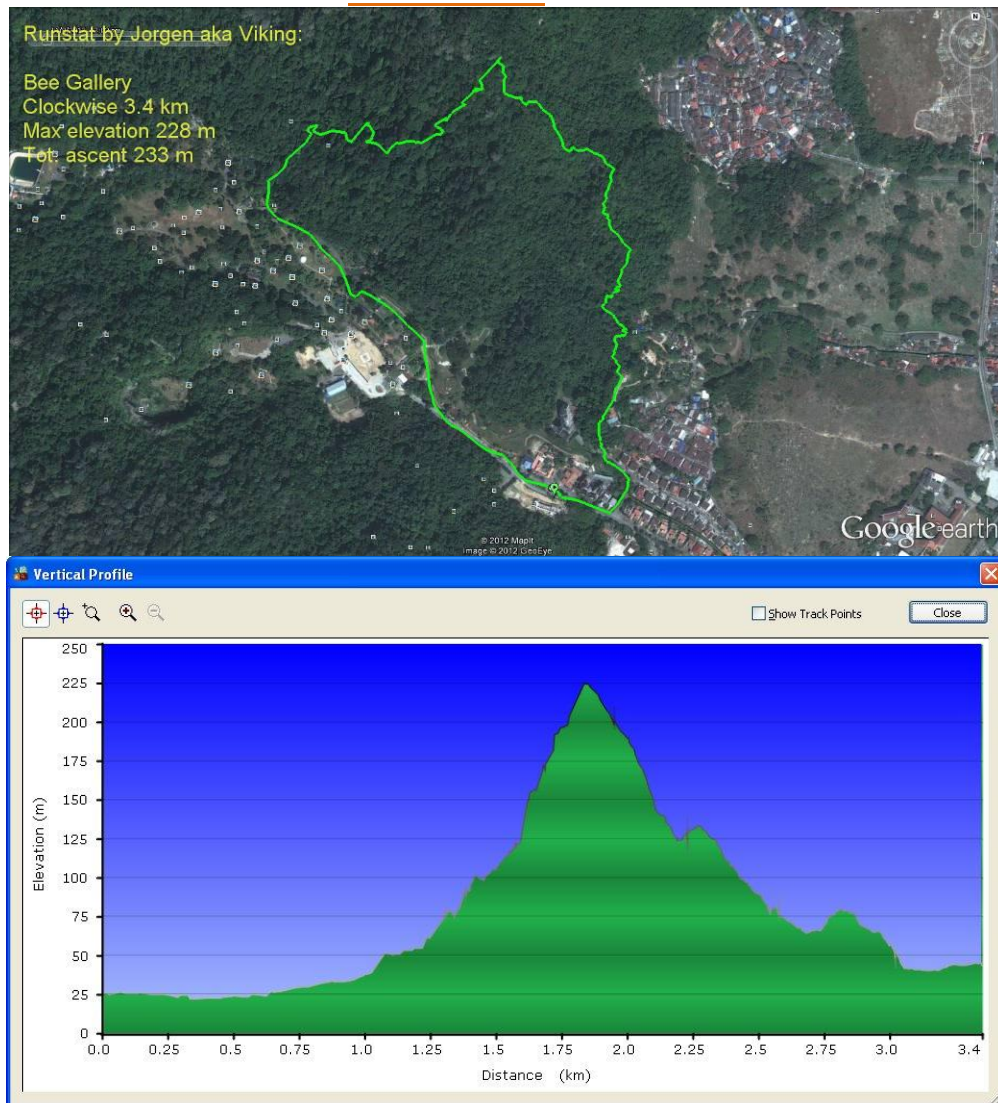 Runstat by Jorgen aka Viking:
Bee Gallery
Clockwise 3.4 km
Max elevation 228 m
Tot. ascent 233 m
N
© 2012 MapIt
Image © 2012 GeoEye
Google earth
Vertical Profile
Show Track Points
Close
250
225
200
175
150
125
100
75
50
25
0
Elevation (m)
0.0 0.25 0.5 0.75 1.0 1.25 1.5 1.75 2.0 2.25 2.5 2.75 3.0 3.4
Distance (km)